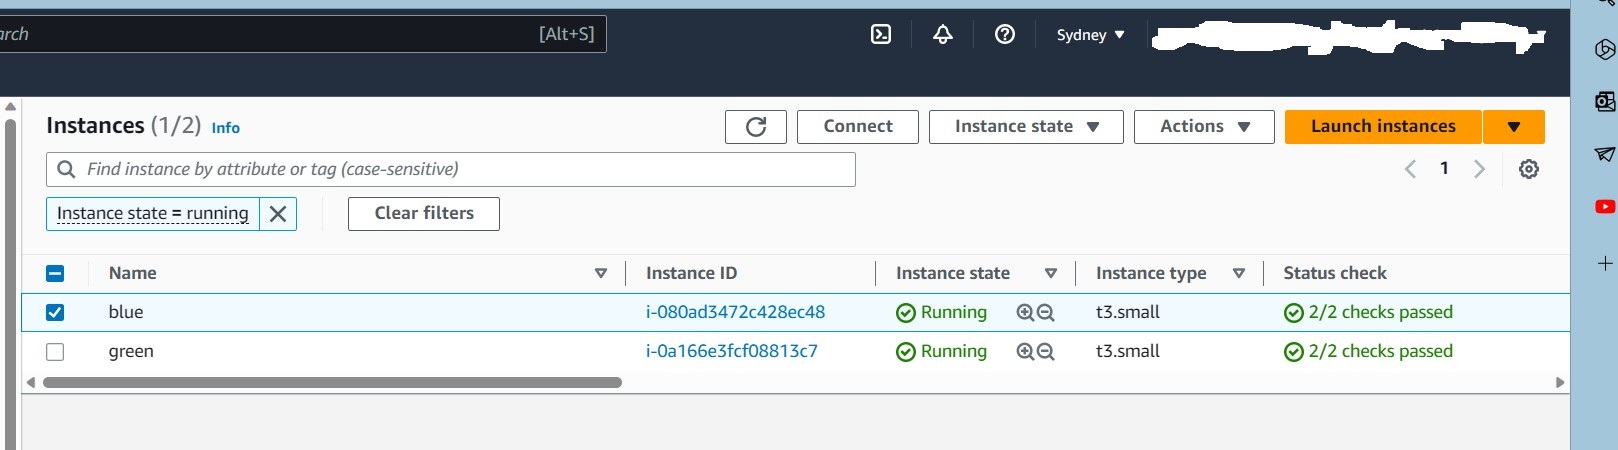 arch [Alt+S] Sydney
Instances (1/2) Info Connect Instance state Actions Launch instances
Find instance by attribute or tag (case-sensitive) 1
Instance state = running Clear filters
Name Instance ID Instance state Instance type Status check
blue i-080ad3472c428ec48 Running t3.small 2/2 checks passed
green i-0a166e3fcf08813c7 Running t3.small 2/2 checks passed